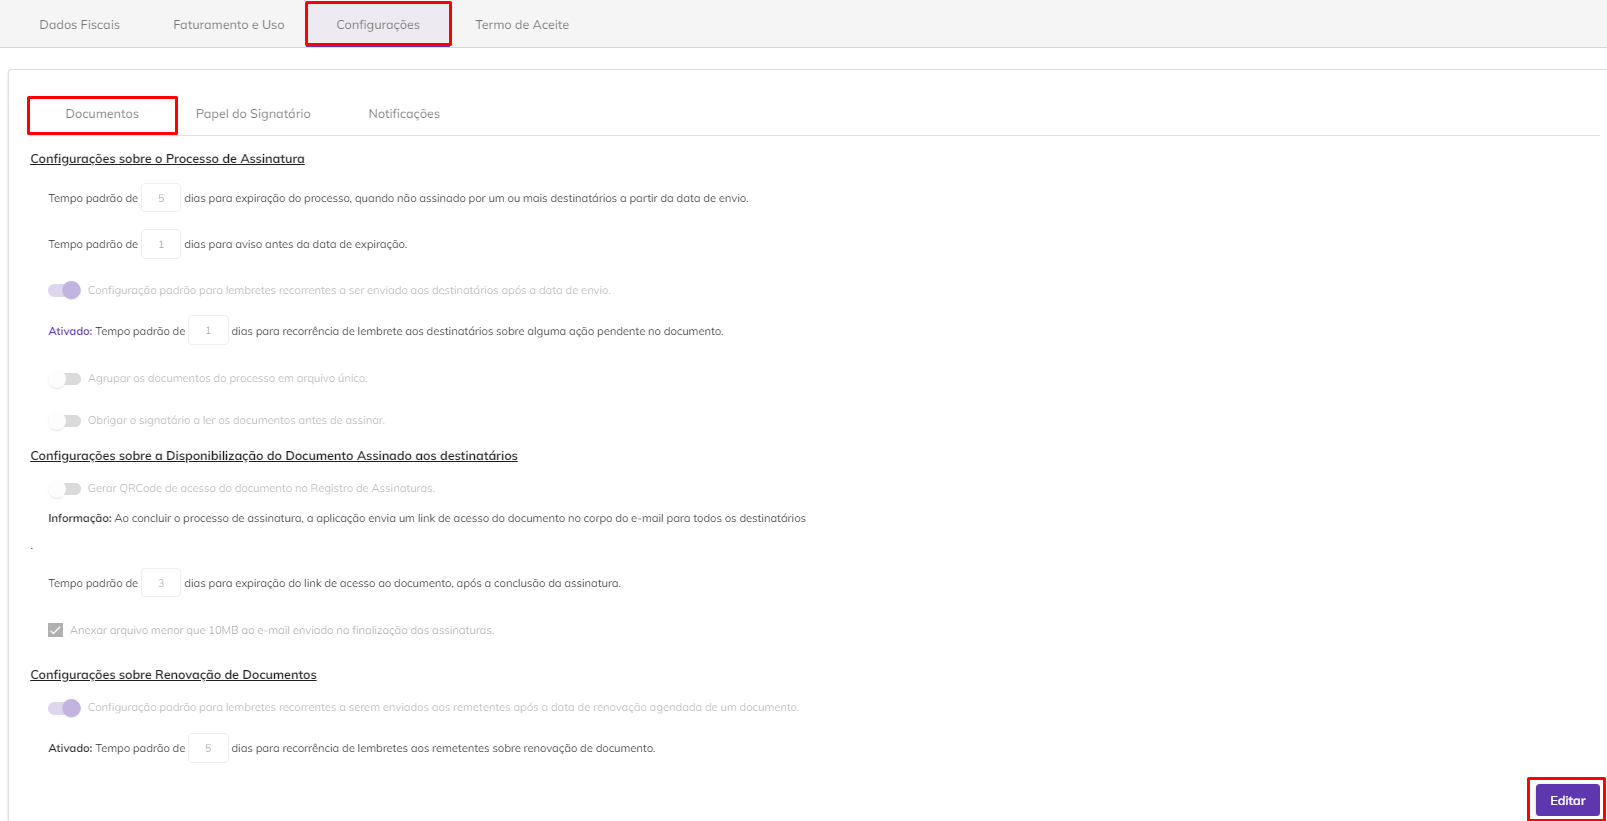 Dados Fiscais Faturamento e Uso Configurações Termo de Aceite
Documentos Papel do Signatário Notificações
Configurações sobre o Processo de Assinatura
Tempo padrão de 5 dias para expiração do processo, quando não assinado por um ou mais destinatários a partir da data de envio.
Tempo padrão de 1 dias para aviso antes da data de expiração.
Configuração padrão para lembretes recorrentes a ser enviado aos destinatários após a data de envio.
Ativado: Tempo padrão de 1 dias para recorrência de lembrete aos destinatários sobre alguma ação pendente no documento.
Agrupar os documentos do processo em arquivo único.
Obrigar o signatário a ler os documentos antes de assinar.
Configurações sobre a Disponibilização do Documento Assinado aos destinatários
Gerar QRCode de acesso do documento no Registro de Assinaturas.
Informação: Ao concluir o processo de assinatura, a aplicação envia um link de acesso do documento no corpo do e-mail para todos os destinatários
.
Tempo padrão de 3 dias para expiração do link de acesso ao documento, após a conclusão da assinatura.
Anexar arquivo menor que 10MB ao e-mail enviado na finalização das assinaturas.
Configurações sobre Renovação de Documentos
Configuração padrão para lembretes recorrentes a serem enviados aos remetentes após a data de renovação agendada de um documento.
Ativado: Tempo padrão de 5 dias para recorrência de lembretes aos remetentes sobre renovação de documento.
Editar